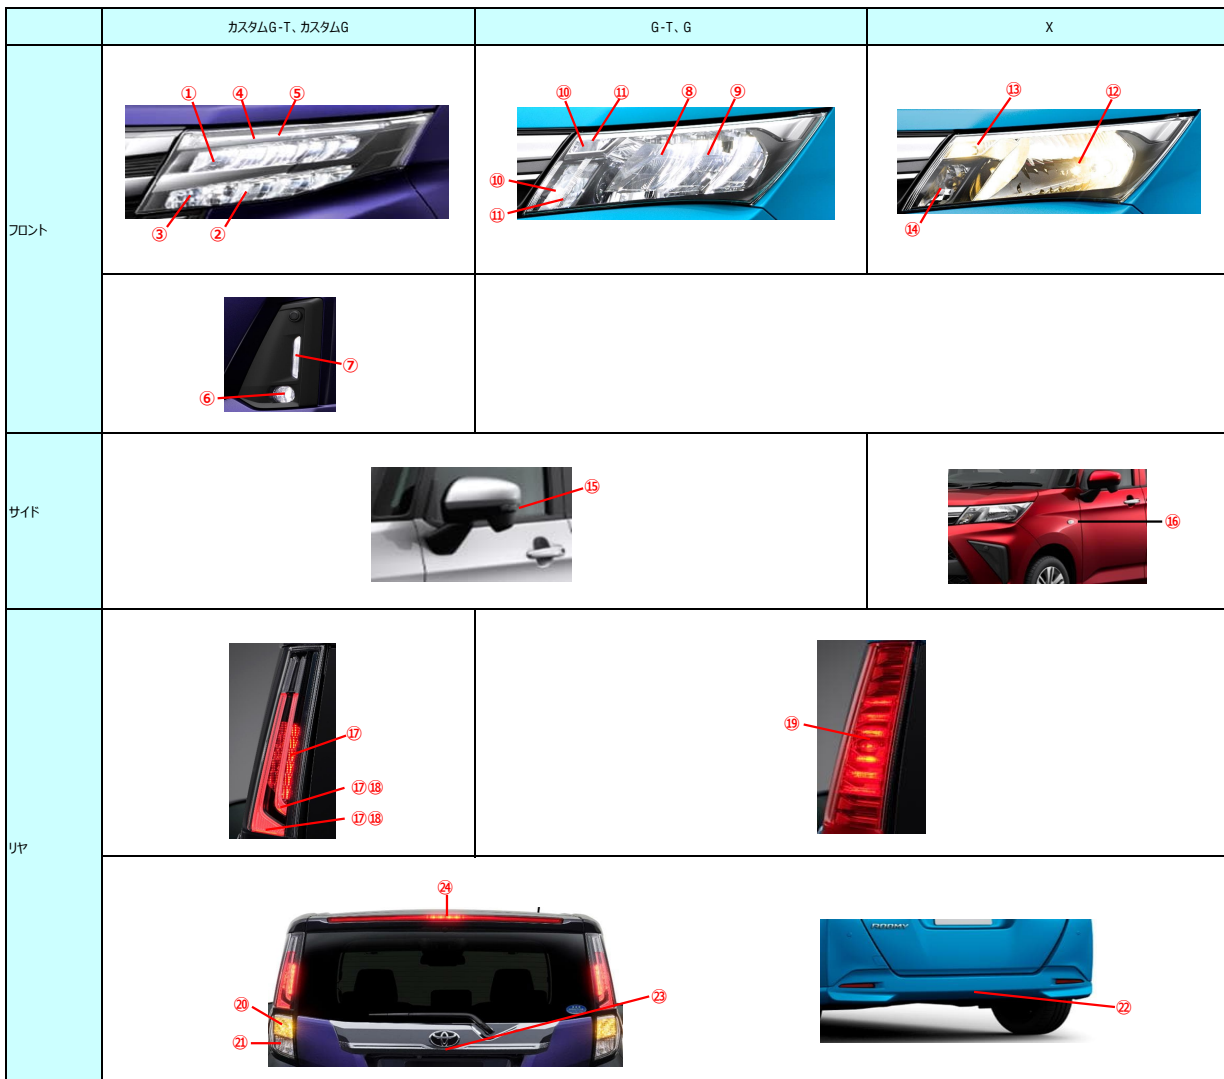 カスタムG-T、カスタムG
G-T、G
X
フロント
① ④ ⑤
③ ②
⑩ ⑪ ⑧ ⑨
⑩
⑪
⑬ ⑫
⑭
⑦
⑥
サイド
⑮
⑯
リヤ
⑰
⑰⑱
⑰⑱
⑲
㉔
⑳
㉑
㉓
ROOMY
㉒